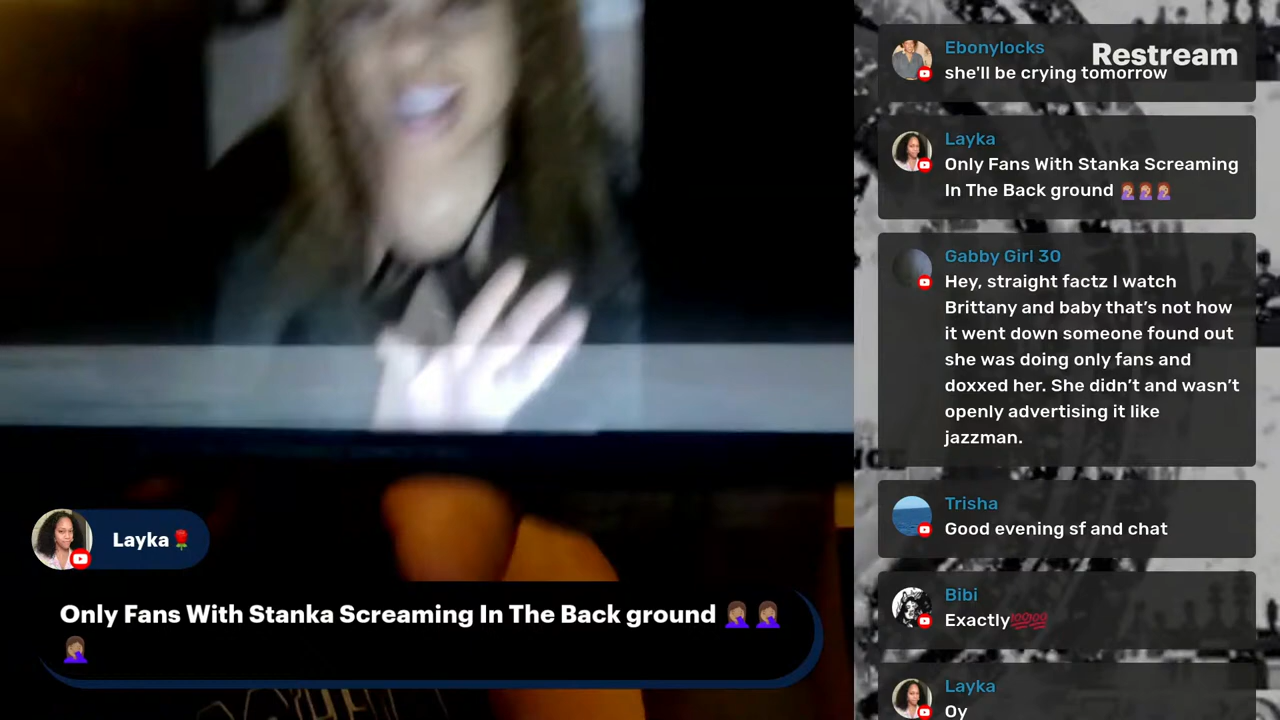 Ebonylocks
Restream
she'll be crying tomorrow
Layka
Only Fans With Stanka Screaming
In The Back ground 🤦🏽‍♀️🤦🏽‍♀️🤦🏽‍♀️
Gabby Girl 30
Hey, straight factz I watch
Brittany and baby that's not how
it went down someone found out
she was doing only fans and
doxxed her. She didn't and wasn't
openly advertising it like
jazzman.
Trisha
Good evening sf and chat
Bibi
Exactly💯💯
Layka
Oy
Layka🌹
Only Fans With Stanka Screaming In The Back ground 🤦🏽‍♀️🤦🏽‍♀️
🤦🏽‍♀️